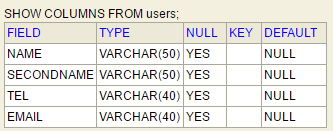 SHOW COLUMNS FROM users;
FIELD TYPE NULL KEY DEFAULT
NAME VARCHAR(50) YES NULL
SECONDNAME VARCHAR(50) YES NULL
TEL VARCHAR(40) YES NULL
EMAIL VARCHAR(40) YES NULL